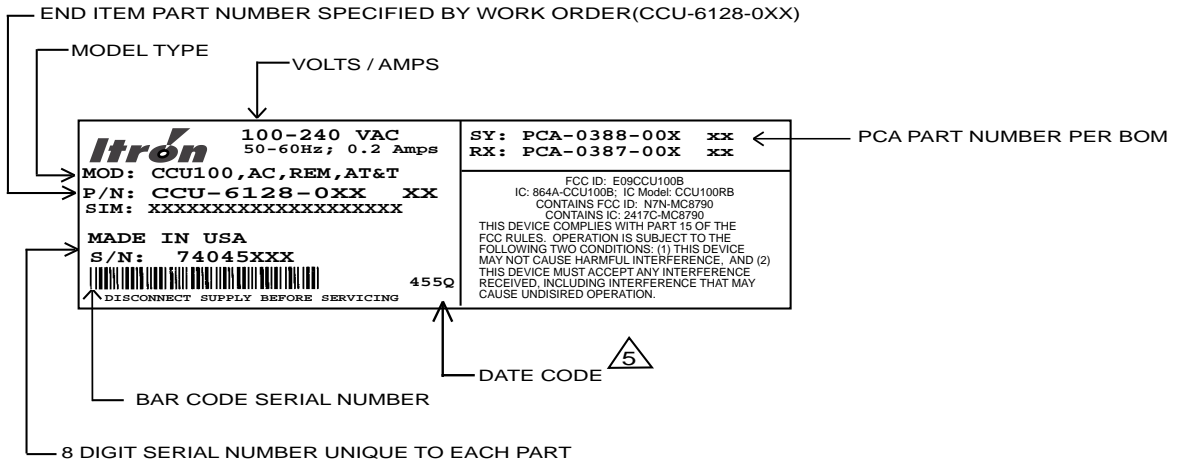 END ITEM PART NUMBER SPECIFIED BY WORK ORDER(CCU-6128-0XX)
MODEL TYPE
VOLTS / AMPS
Itron
100-240 VAC
50-60Hz; 0.2 Amps
MOD: CCU100,AC,REM,AT&T
P/N: CCU-6128-0XX XX
SIM: XXXXXXXXXXXXXXXXXXXX
MADE IN USA
S/N: 74045XXX
455Q
DISCONNECT SUPPLY BEFORE SERVICING
SY: PCA-0388-00X xx
RX: PCA-0387-00X xx
PCA PART NUMBER PER BOM
FCC ID: E09CCU100B
IC: 864A-CCU100B; IC Model: CCU100RB
CONTAINS FCC ID: N7N-MC8790
CONTAINS IC: 2417C-MC8790
THIS DEVICE COMPLIES WITH PART 15 OF THE
FCC RULES. OPERATION IS SUBJECT TO THE
FOLLOWING TWO CONDITIONS: (1) THIS DEVICE
MAY NOT CAUSE HARMFUL INTERFERENCE, AND (2)
THIS DEVICE MUST ACCEPT ANY INTERFERENCE
RECEIVED, INCLUDING INTERFERENCE THAT MAY
CAUSE UNDISIRED OPERATION.
DATE CODE 5
BAR CODE SERIAL NUMBER
8 DIGIT SERIAL NUMBER UNIQUE TO EACH PART